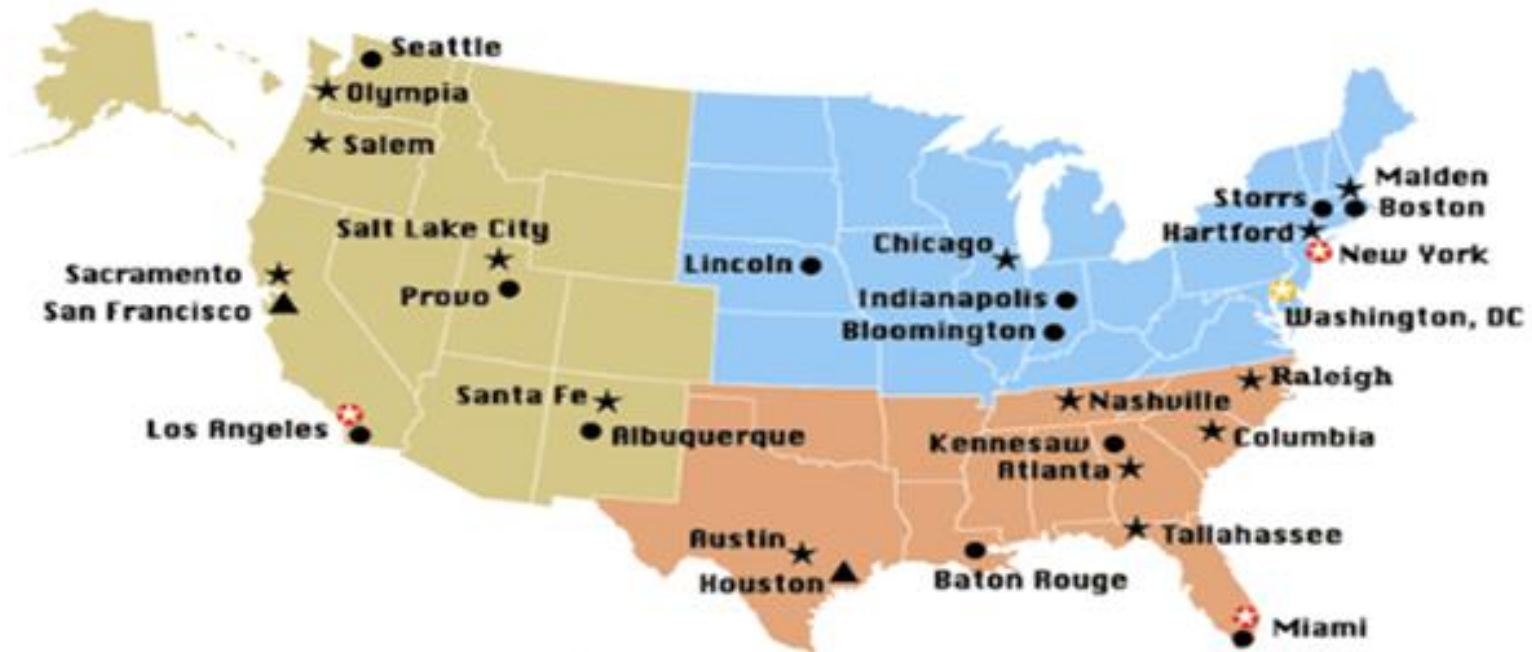 Seattle
Olympia
Salem
Malden
Storrs
Boston
Salt Lake City
Hartford
Chicago
New York
Lincoln
Sacramento
Provo
Indianapolis
San Francisco
Washington, DC
Bloomington
Raleigh
Santa Fe
Nashville
Los Angeles
Albuquerque
Kennesaw
Columbia
Atlanta
Austin
Tallahassee
Houston
Baton Rouge
Miami